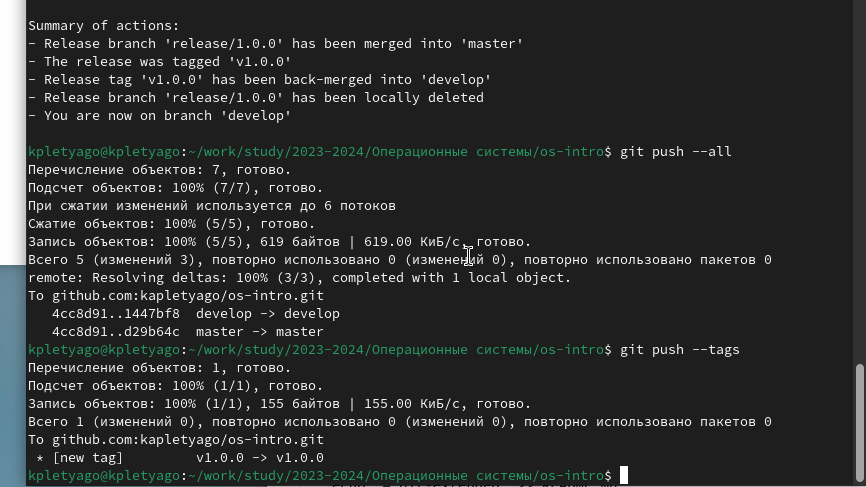 Summary of actions:
- Release branch 'release/1.0.0' has been merged into 'master'
- The release was tagged 'v1.0.0'
- Release tag 'v1.0.0' has been back-merged into 'develop'
- Release branch 'release/1.0.0' has been locally deleted
- You are now on branch 'develop'
kpletyago@kpletyago:~/work/study/2023-2024/Операционные системы/os-intro$ git push --all
Перечисление объектов: 7, готово.
Подсчет объектов: 100% (7/7), готово.
При сжатии изменений используется до 6 потоков
Сжатие объектов: 100% (5/5), готово.
Запись объектов: 100% (5/5), 619 байтов | 619.00 КиБ/с, готово.
Всего 5 (изменений 3), повторно использовано 0 (изменений 0), повторно использовано пакетов 0
remote: Resolving deltas: 100% (3/3), completed with 1 local object.
To github.com:kapletyago/os-intro.git
   4cc8d91..1447bf8  develop -> develop
   4cc8d91..d29b64c  master -> master
kpletyago@kpletyago:~/work/study/2023-2024/Операционные системы/os-intro$ git push --tags
Перечисление объектов: 1, готово.
Подсчет объектов: 100% (1/1), готово.
Запись объектов: 100% (1/1), 155 байтов | 155.00 КиБ/с, готово.
Всего 1 (изменений 0), повторно использовано 0 (изменений 0), повторно использовано пакетов 0
To github.com:kapletyago/os-intro.git
 * [new tag]         v1.0.0 -> v1.0.0
kpletyago@kpletyago:~/work/study/2023-2024/Операционные системы/os-intro$